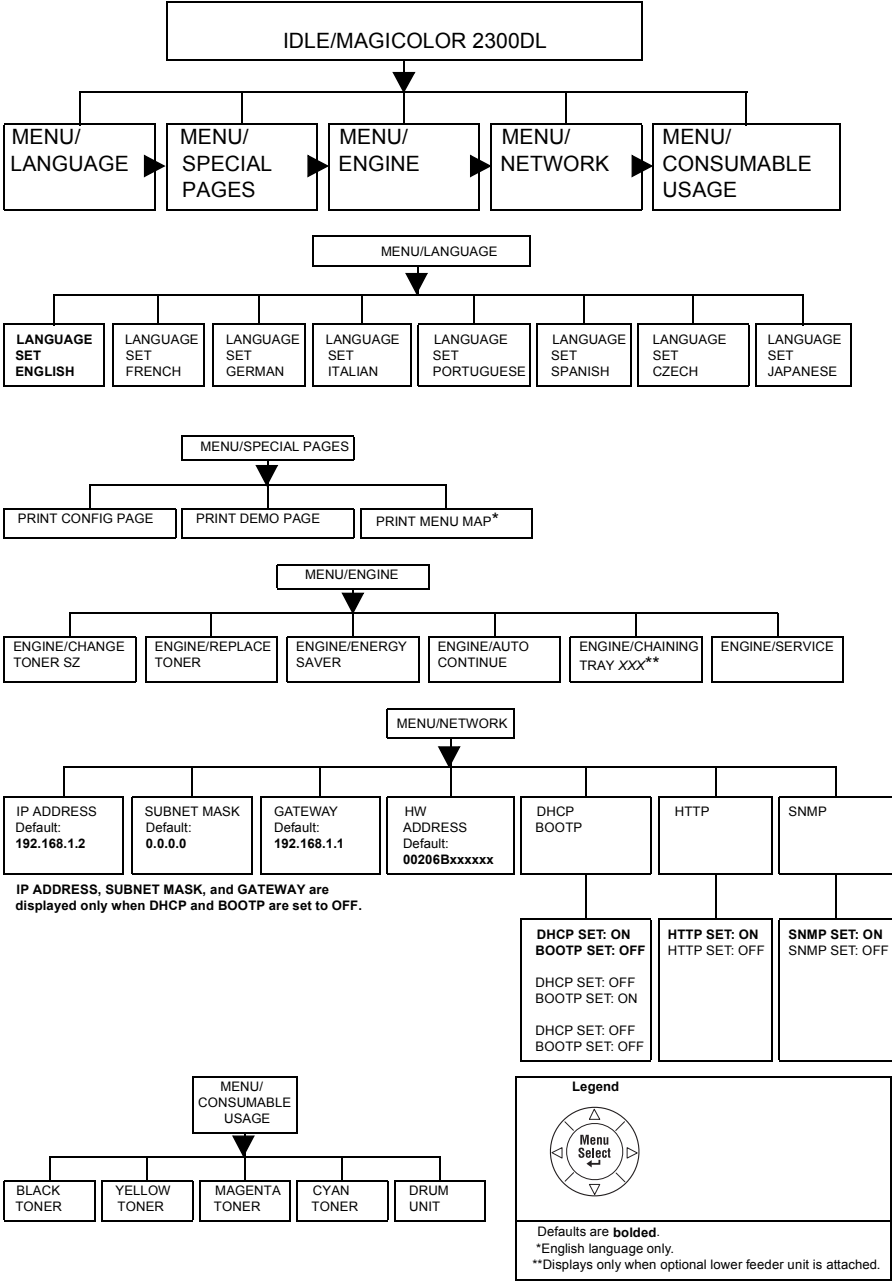 IDLE/MAGICOLOR 2300DL
MENU/
LANGUAGE
MENU/
SPECIAL
PAGES
MENU/
ENGINE
MENU/
NETWORK
MENU/
CONSUMABLE
USAGE
MENU/LANGUAGE
LANGUAGE
SET
ENGLISH
LANGUAGE
SET
FRENCH
LANGUAGE
SET
GERMAN
LANGUAGE
SET
ITALIAN
LANGUAGE
SET
PORTUGUESE
LANGUAGE
SET
SPANISH
LANGUAGE
SET
CZECH
LANGUAGE
SET
JAPANESE
MENU/SPECIAL PAGES
PRINT CONFIG PAGE
PRINT DEMO PAGE
PRINT MENU MAP*
MENU/ENGINE
ENGINE/CHANGE
TONER SZ
ENGINE/REPLACE
TONER
ENGINE/ENERGY
SAVER
ENGINE/AUTO
CONTINUE
ENGINE/CHAINING
TRAY XXX**
ENGINE/SERVICE
MENU/NETWORK
IP ADDRESS
Default:
192.168.1.2
SUBNET MASK
Default:
0.0.0.0
GATEWAY
Default:
192.168.1.1
HW
ADDRESS
Default:
00206Bxxxxxx
DHCP
BOOTP
HTTP
SNMP
IP ADDRESS, SUBNET MASK, and GATEWAY are
displayed only when DHCP and BOOTP are set to OFF.
DHCP SET: ON
BOOTP SET: OFF
DHCP SET: OFF
BOOTP SET: ON
DHCP SET: OFF
BOOTP SET: OFF
HTTP SET: ON
HTTP SET: OFF
SNMP SET: ON
SNMP SET: OFF
MENU/
CONSUMABLE
USAGE
BLACK
TONER
YELLOW
TONER
MAGENTA
TONER
CYAN
TONER
DRUM
UNIT
Legend
Menu
Select
Defaults are bolded.
*English language only.
**Displays only when optional lower feeder unit is attached.